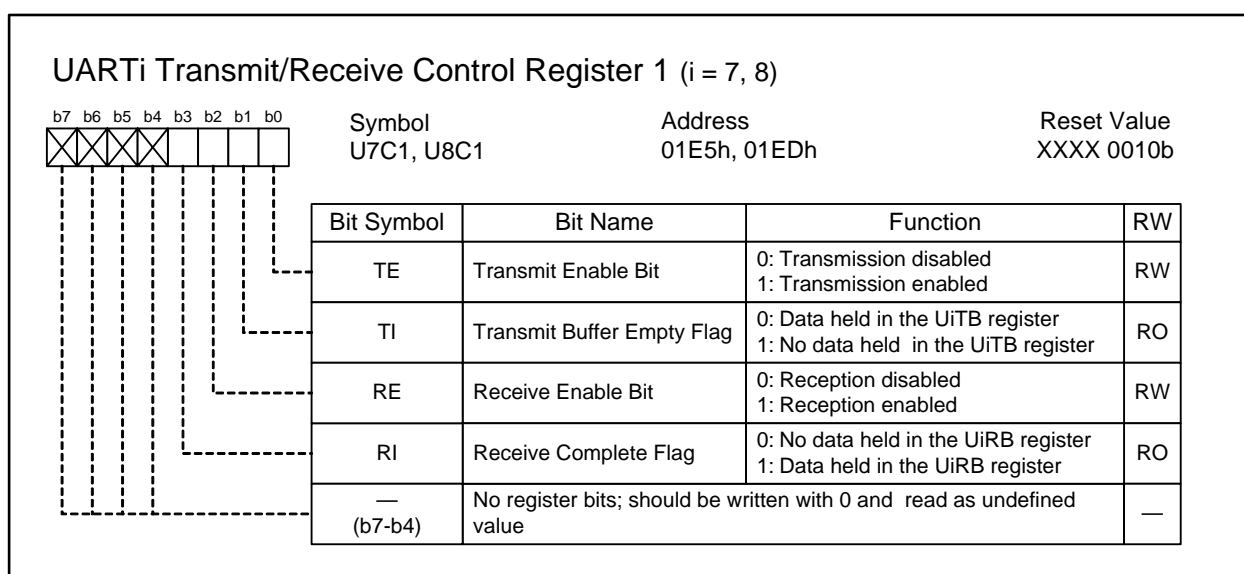 UARTi Transmit/Receive Control Register 1 (i = 7, 8)
b7 b6 b5 b4 b3 b2 b1 b0
Symbol Address Reset Value
U7C1, U8C1 01E5h, 01EDh XXXX 0010b
Bit Symbol Bit Name Function RW
TE Transmit Enable Bit 0: Transmission disabled
1: Transmission enabled RW
TI Transmit Buffer Empty Flag 0: Data held in the UiTB register
1: No data held in the UiTB register RO
RE Receive Enable Bit 0: Reception disabled
1: Reception enabled RW
RI Receive Complete Flag 0: No data held in the UiRB register
1: Data held in the UiRB register RO
—
(b7-b4) No register bits; should be written with 0 and read as undefined
value —